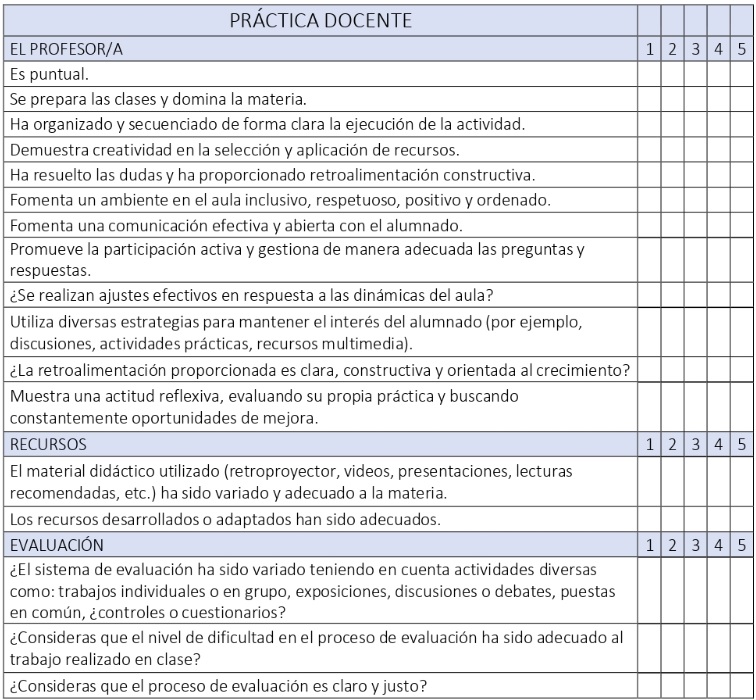 PRÁCTICA DOCENTE
EL PROFESOR/A 1 2 3 4 5
Es puntual.
Se prepara las clases y domina la materia.
Ha organizado y secuenciado de forma clara la ejecución de la actividad.
Demuestra creatividad en la selección y aplicación de recursos.
Ha resuelto las dudas y ha proporcionado retroalimentación constructiva.
Fomenta un ambiente en el aula inclusivo, respetuoso, positivo y ordenado.
Fomenta una comunicación efectiva y abierta con el alumnado.
Promueve la participación activa y gestiona de manera adecuada las preguntas y
respuestas.
¿Se realizan ajustes efectivos en respuesta a las dinámicas del aula?
Utiliza diversas estrategias para mantener el interés del alumnado (por ejemplo,
discusiones, actividades prácticas, recursos multimedia).
¿La retroalimentación proporcionada es clara, constructiva y orientada al crecimiento?
Muestra una actitud reflexiva, evaluando su propia práctica y buscando
constantemente oportunidades de mejora.
RECURSOS 1 2 3 4 5
El material didáctico utilizado (retroproyector, videos, presentaciones, lecturas
recomendadas, etc.) ha sido variado y adecuado a la materia.
Los recursos desarrollados o adaptados han sido adecuados.
EVALUACIÓN 1 2 3 4 5
¿El sistema de evaluación ha sido variado teniendo en cuenta actividades diversas
como: trabajos individuales o en grupo, exposiciones, discusiones o debates, puestas
en común, ¿controles o cuestionarios?
¿Consideras que el nivel de dificultad en el proceso de evaluación ha sido adecuado al
trabajo realizado en clase?
¿Consideras que el proceso de evaluación es claro y justo?